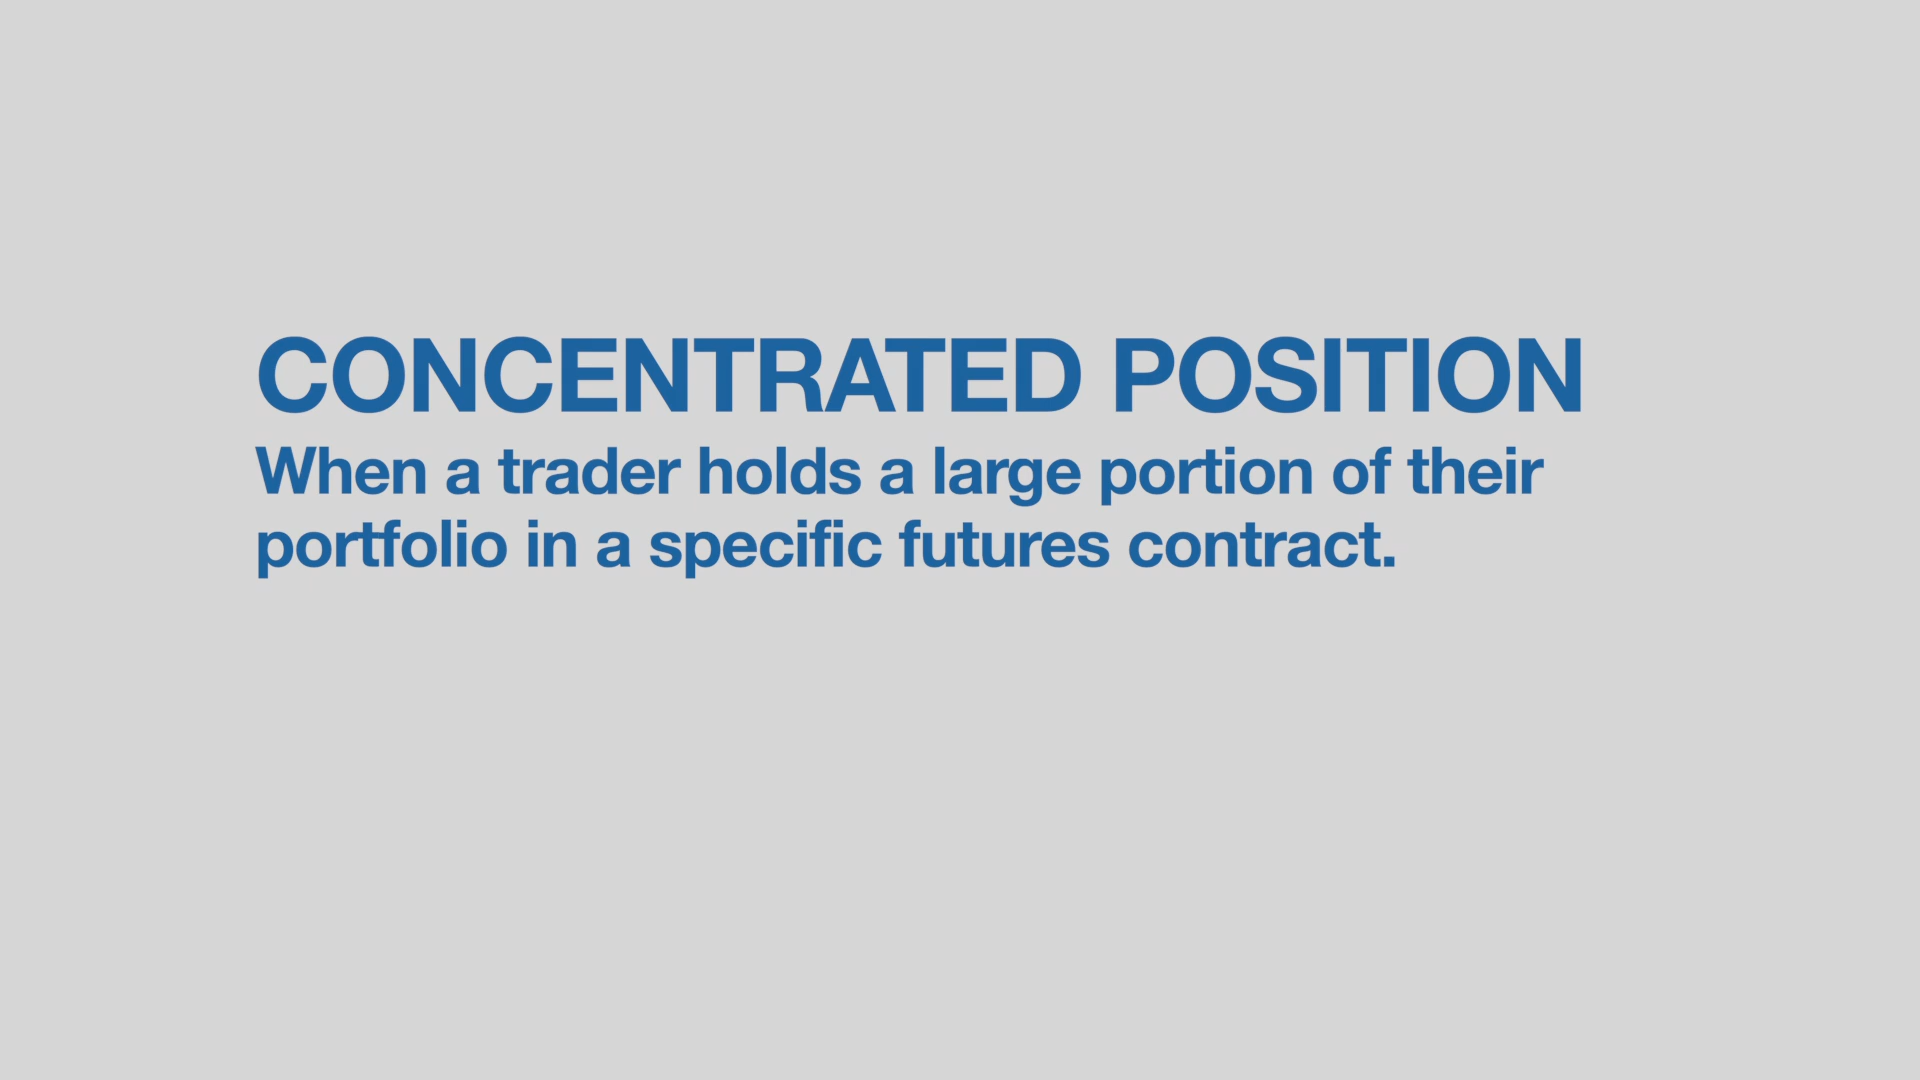 CONCENTRATED POSITION
When a trader holds a large portion of their
portfolio in a specific futures contract.